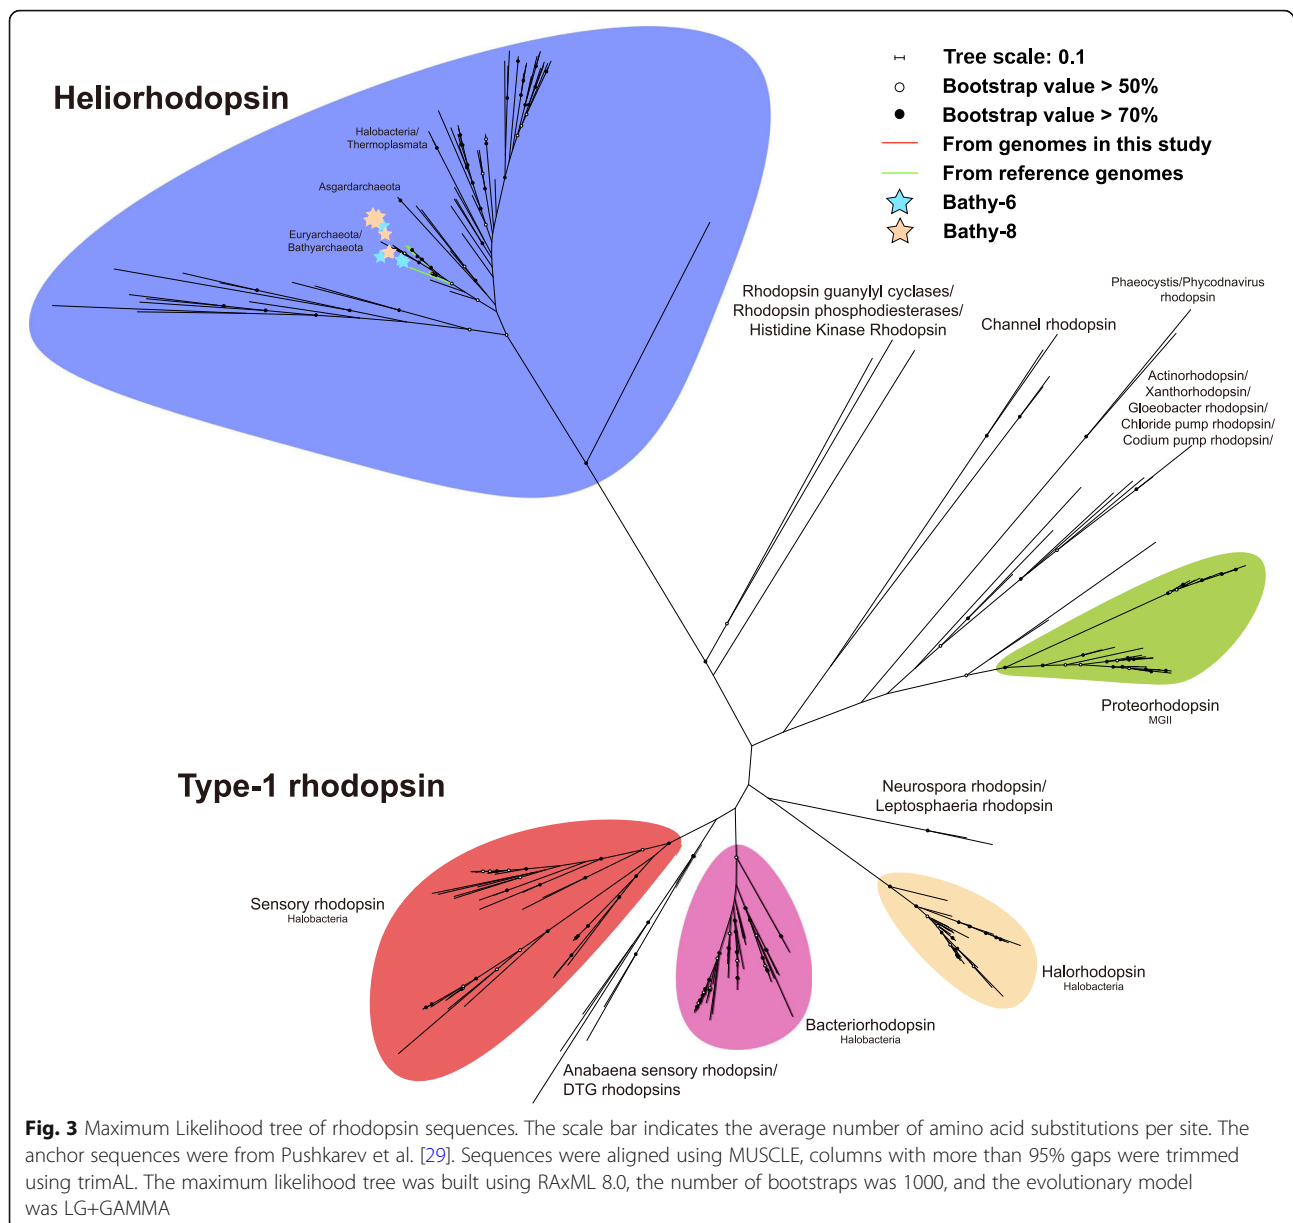 Heliorhodopsin
Tree scale: 0.1
Bootstrap value > 50%
Bootstrap value > 70%
From genomes in this study
From reference genomes
Bathy-6
Bathy-8
Halobacteria/
Thermoplasmata
Asgardarchaeota
Euryarchaeota/
Bathyarchaeota
Rhodopsin guanylyl cyclases/
Rhodopsin phosphodiesterases/
Histidine Kinase Rhodopsin
Channel rhodopsin
Phaeocystis/Phycodnavirus
rhodopsin
Actinorhodopsin/
Xanthorhodopsin/
Gloeobacter rhodopsin/
Chloride pump rhodopsin/
Codium pump rhodopsin/
Proteorhodopsin
MGII
Type-1 rhodopsin
Neurospora rhodopsin/
Leptosphaeria rhodopsin
Sensory rhodopsin
Halobacteria
Halorhodopsin
Halobacteria
Bacteriorhodopsin
Halobacteria
Anabaena sensory rhodopsin/
DTG rhodopsins
Fig. 3 Maximum Likelihood tree of rhodopsin sequences. The scale bar indicates the average number of amino acid substitutions per site. The
anchor sequences were from Pushkarev et al. [29]. Sequences were aligned using MUSCLE, columns with more than 95% gaps were trimmed
using trimAL. The maximum likelihood tree was built using RAxML 8.0, the number of bootstraps was 1000, and the evolutionary model
was LG+GAMMA